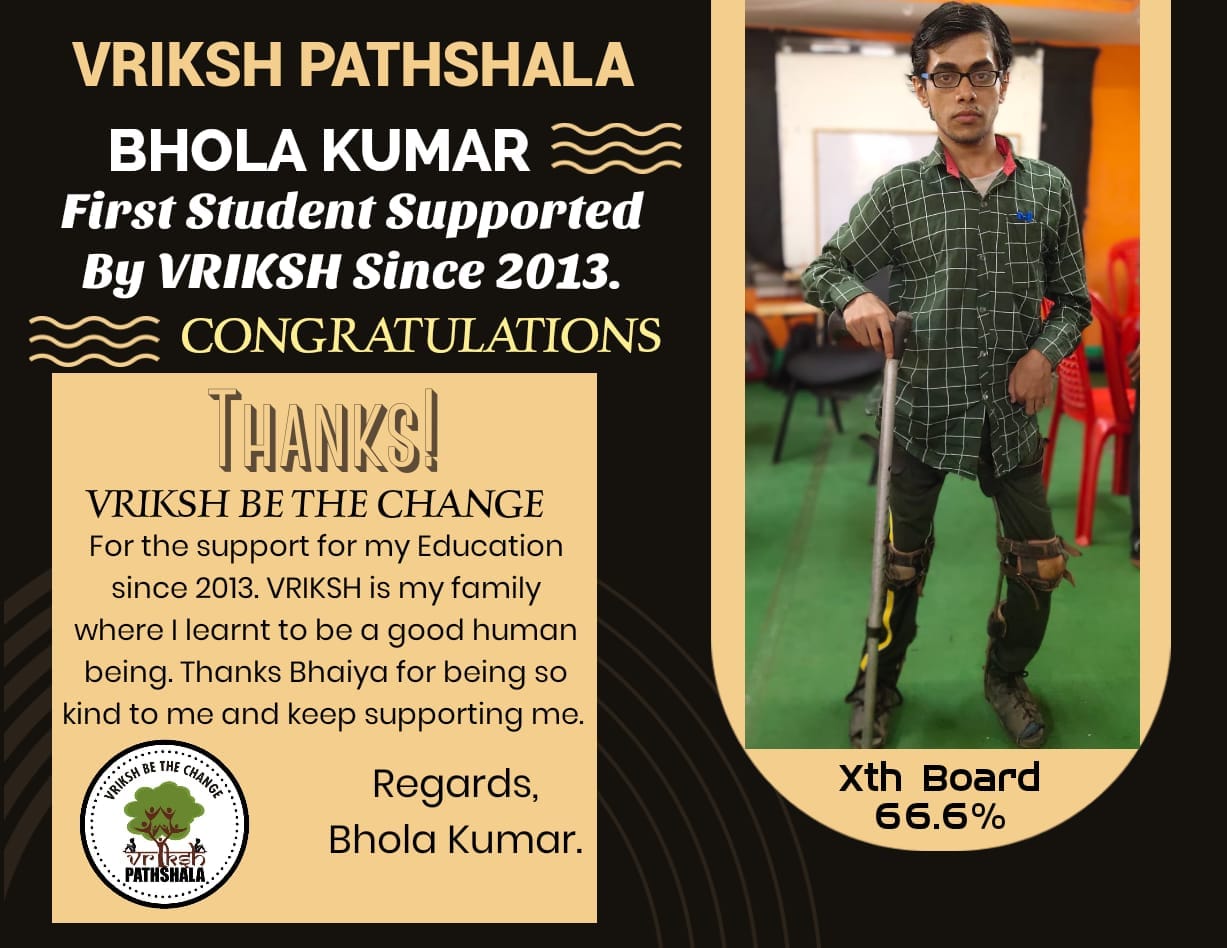 VRIKSH PATHSHALA
BHOLA KUMAR
First Student Supported
By VRIKSH Since 2013.
CONGRATULATIONS
THANKS!
VRIKSH BE THE CHANGE
For the support for my Education
since 2013. VRIKSH is my family
where I learnt to be a good human
being. Thanks Bhaiya for being so
kind to me and keep supporting me.
VRIKSH BE THE CHANGE
vriksh
PATHSHALA
Regards,
Bhola Kumar.
Xth Board
66.6%